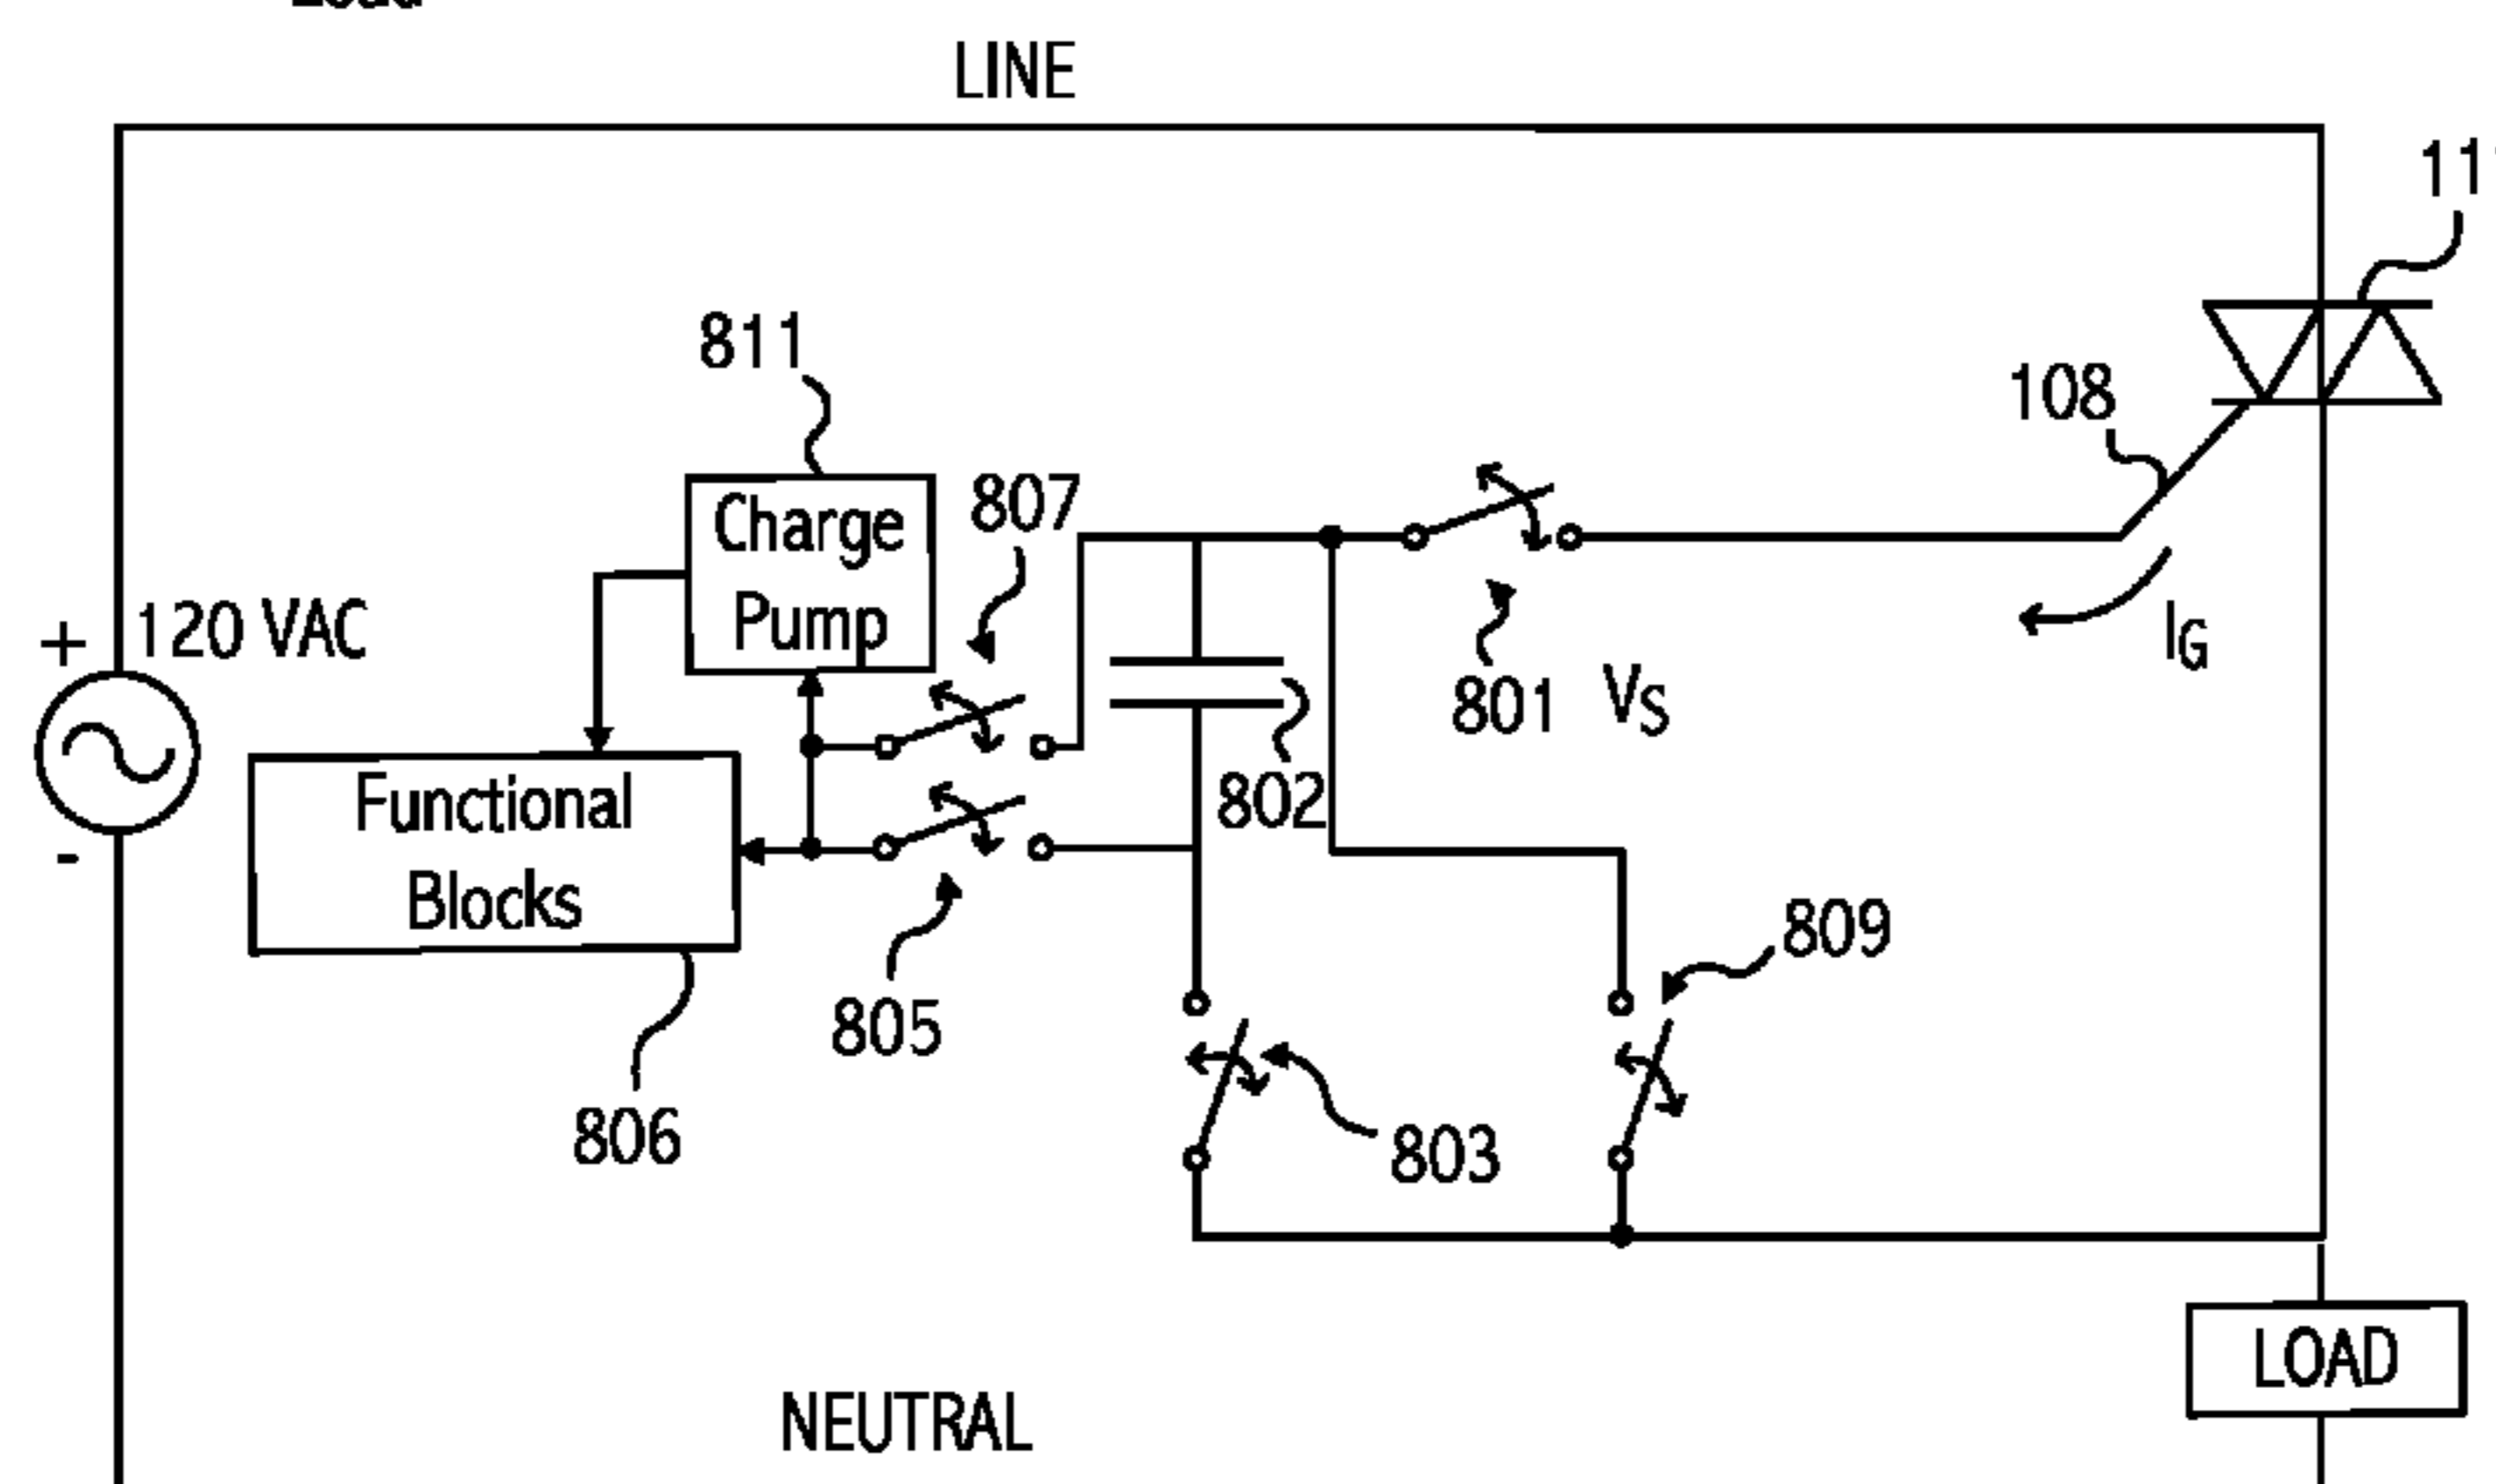 LINE
11
811
108
Charge
Pump
807
120 VAC
+
-
IG
801
VS
802
Functional
Blocks
809
805
803
806
LOAD
NEUTRAL